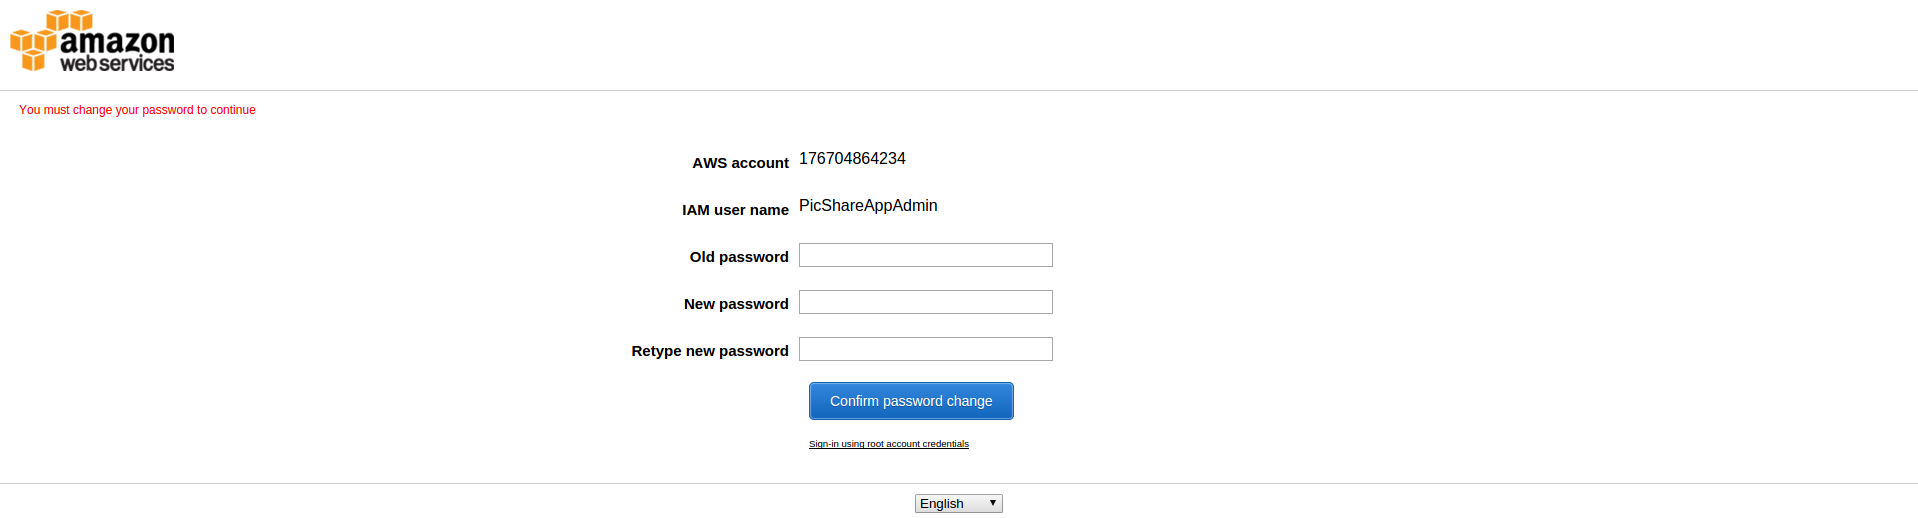 amazon
web services
You must change your password to continue
AWS account 176704864234
IAM user name PicShareAppAdmin
Old password
New password
Retype new password
Confirm password change
Sign-in using root account credentials
English